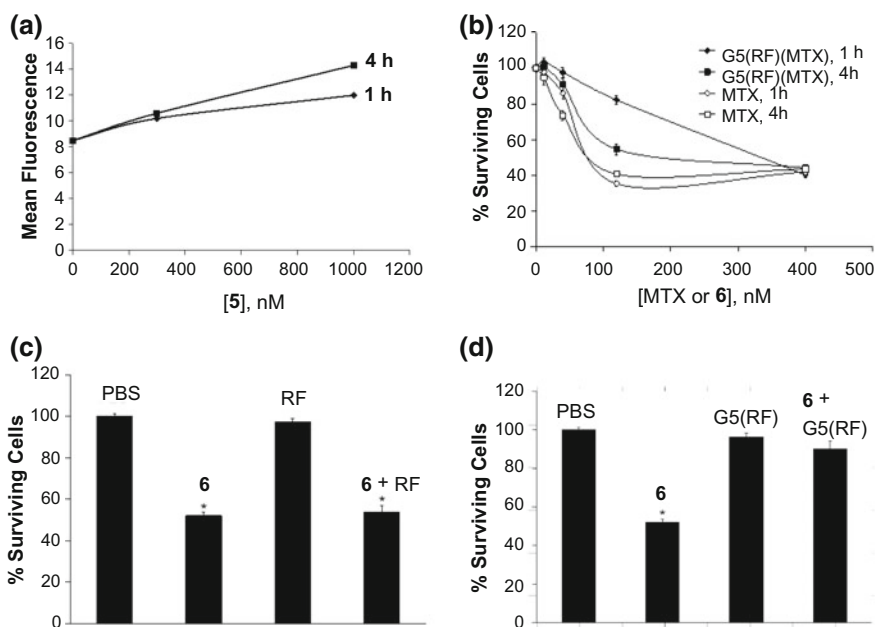 (a)
16
14
12
10
8
6
4
2
0
Mean Fluorescence
4 h
1 h
0 200 400 600 800 1000 1200
[5], nM
(b)
120
100
80
60
40
20
0
% Surviving Cells
G5(RF)(MTX), 1 h
G5(RF)(MTX), 4h
MTX, 1h
MTX, 4h
0 100 200 300 400 500
[MTX or 6], nM
(c)
120
100
80
60
40
20
0
% Surviving Cells
PBS
6
*
RF
6 + RF
*
(d)
120
100
80
60
40
20
0
% Surviving Cells
PBS
6
*
G5(RF)
6 +
G5(RF)